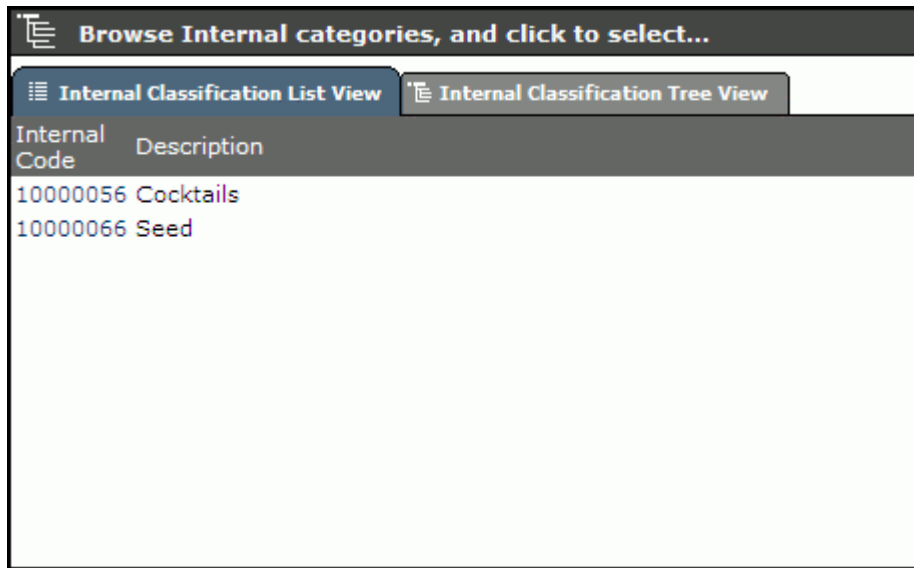 Browse Internal categories, and click to select...
Internal Classification List View Internal Classification Tree View
Internal
Code Description
10000056 Cocktails
10000066 Seed